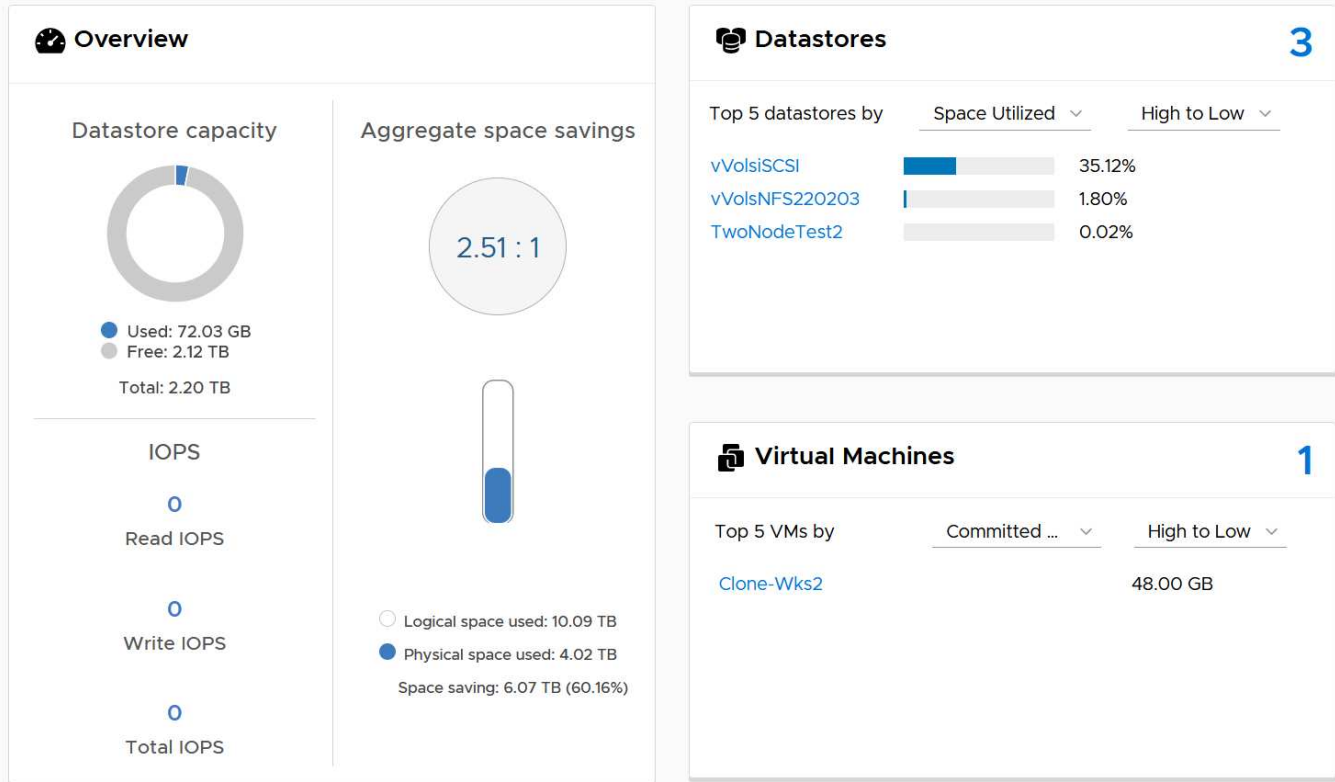 Overview
Datastore capacity
Used: 72.03 GB
Free: 2.12 TB
Total: 2.20 TB
IOPS
0
Read IOPS
0
Write IOPS
0
Total IOPS
Aggregate space savings
2.51 : 1
Logical space used: 10.09 TB
Physical space used: 4.02 TB
Space saving: 6.07 TB (60.16%)
Datastores 3
Top 5 datastores by Space Utilized High to Low
vVolsiSCSI 35.12%
vVolsNFS220203 1.80%
TwoNodeTest2 0.02%
Virtual Machines 1
Top 5 VMs by Committed ... High to Low
Clone-Wks2 48.00 GB